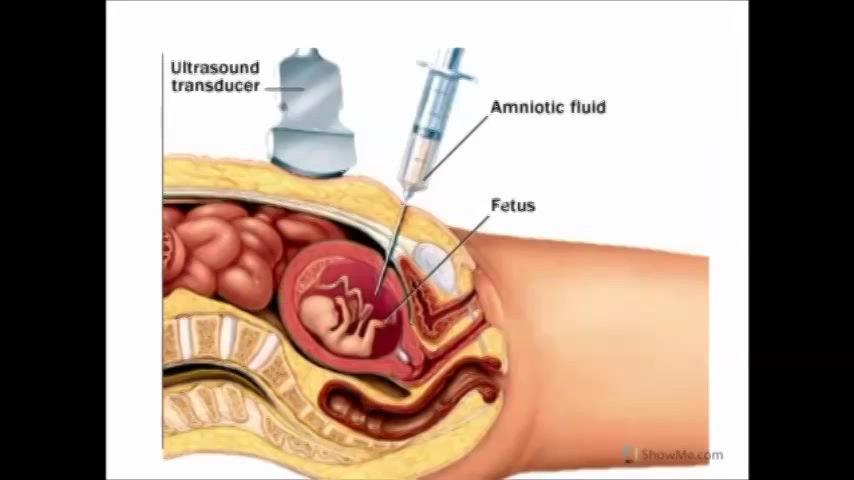 Ultrasound
transducer
Amniotic fluid
Fetus
ShowMe.com